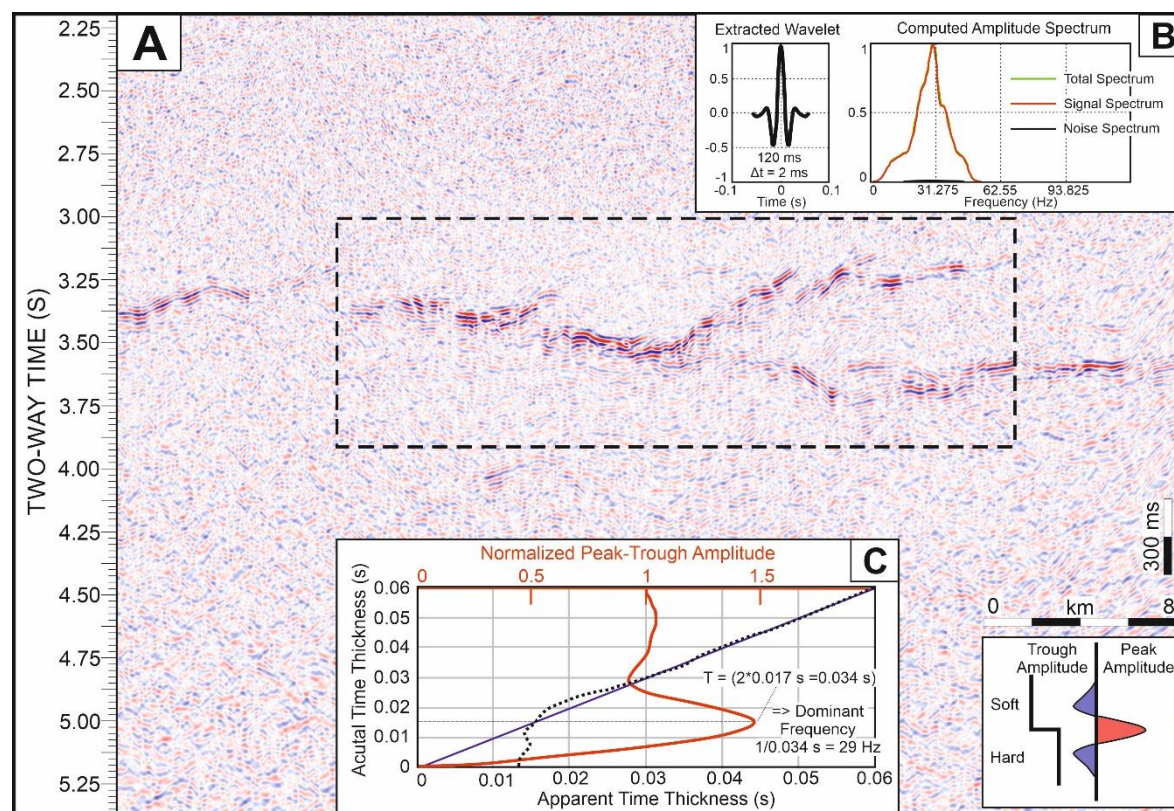 A
TWO-WAY TIME (S)
2.25
2.50
2.75
3.00
3.25
3.50
3.75
4.00
4.25
4.50
4.75
5.00
5.25
B
Extracted Wavelet
1
0.5
0.0
-0.5
-1
120 ms
Δt = 2 ms
-0.1 0 0.1
Time (s)
Computed Amplitude Spectrum
1
0.5
0
Total Spectrum
Signal Spectrum
Noise Spectrum
0 31.275 62.55 93.825
Frequency (Hz)
C
Normalized Peak-Trough Amplitude
0 0.5 1 1.5
Acutal Time Thickness (s)
0.06
0.05
0.04
0.03
0.02
0.01
0
T = (2*0.017 s =0.034 s)
=> Dominant
Frequency
1/0.034 s = 29 Hz
0.01 0.02 0.03 0.04 0.05 0.06
Apparent Time Thickness (s)
300 ms
0 km 8
Trough Peak
Amplitude Amplitude
Soft
Hard